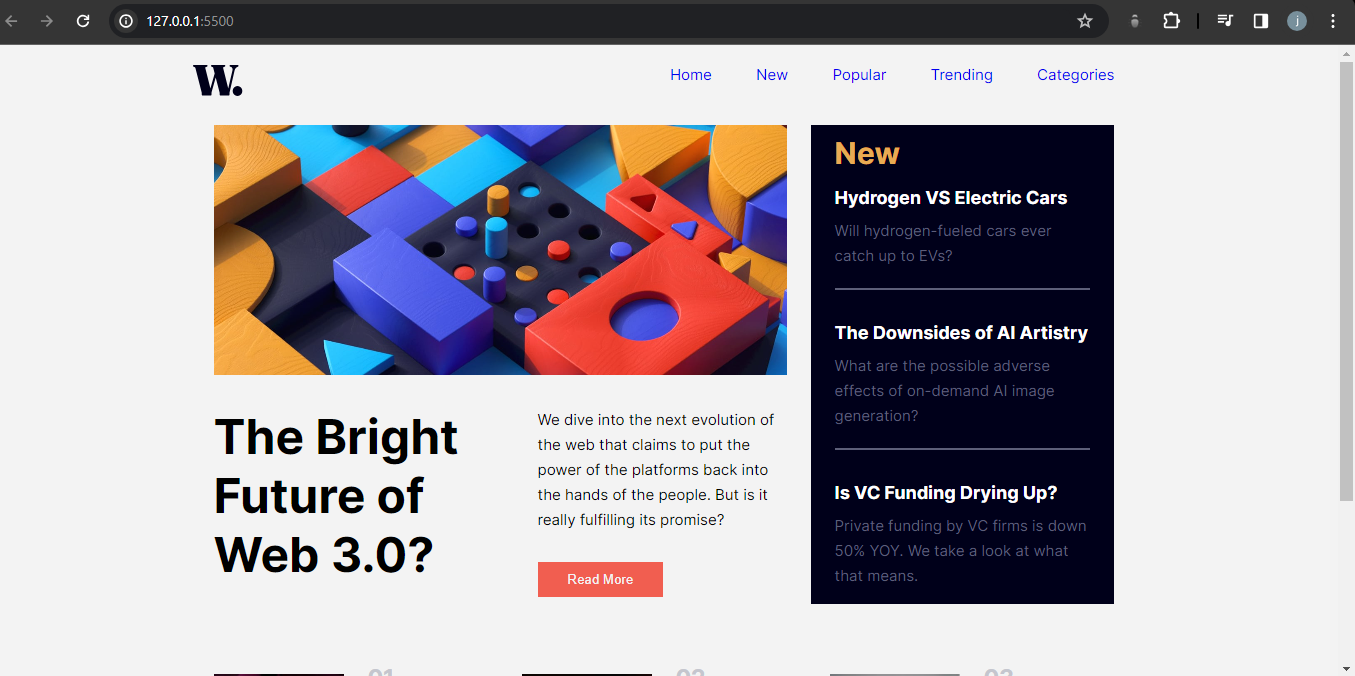 127.0.0.1:5500
j
W.
Home New Popular Trending Categories
New
Hydrogen VS Electric Cars
Will hydrogen-fueled cars ever
catch up to EVs?
The Downsides of AI Artistry
What are the possible adverse
effects of on-demand AI image
generation?
Is VC Funding Drying Up?
Private funding by VC firms is down
50% YOY. We take a look at what
that means.
The Bright
Future of
Web 3.0?
We dive into the next evolution of
the web that claims to put the
power of the platforms back into
the hands of the people. But is it
really fulfilling its promise?
Read More
01 02 03